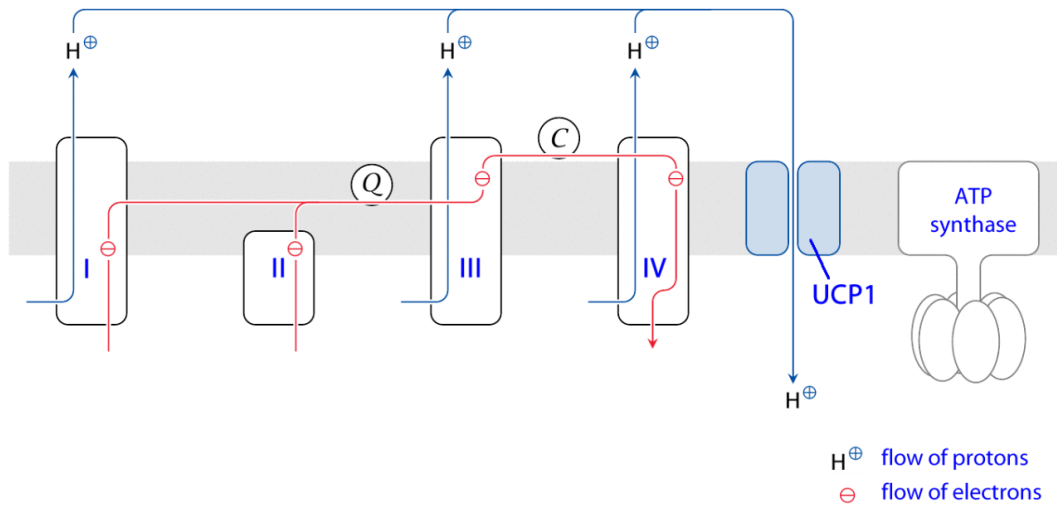 H⊕ H⊕ H⊕
C
Q
ATP
synthase
I II III IV
UCP1
H⊕
H⊕ flow of protons
⊖ flow of electrons